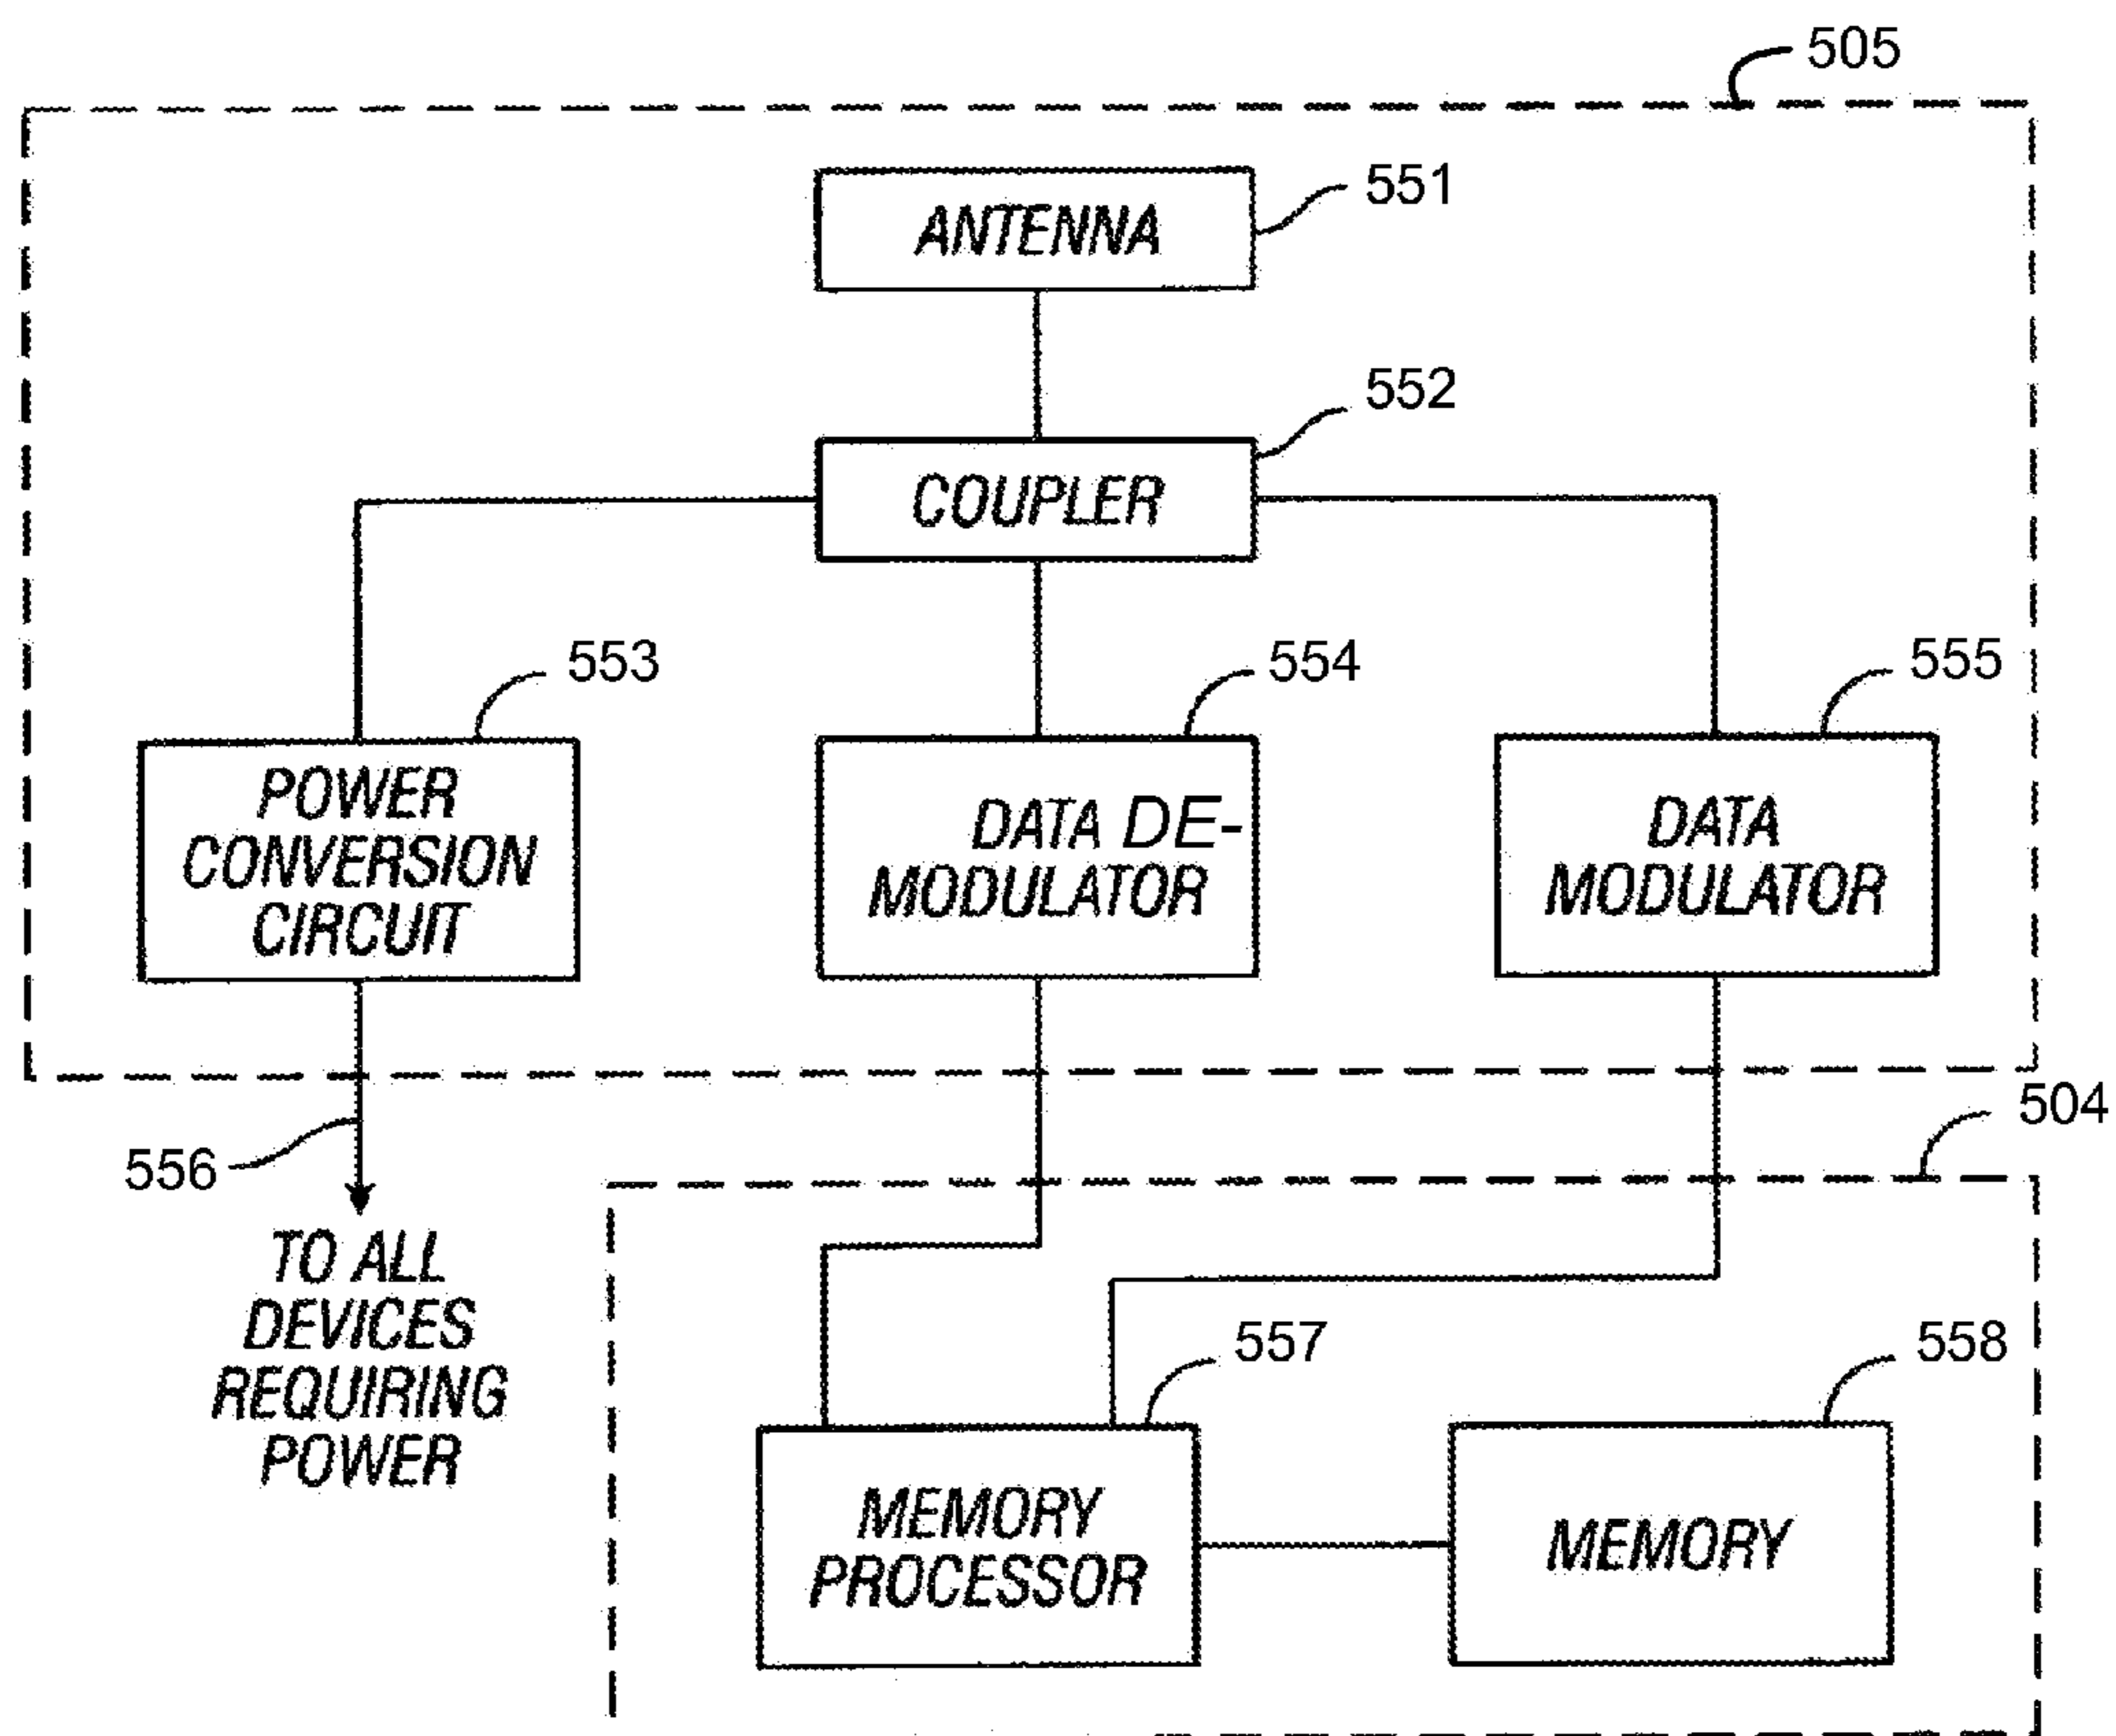 505
ANTENNA
551
COUPLER
552
553
554
555
POWER
CONVERSION
CIRCUIT
DATA DE-
MODULATOR
DATA
MODULATOR
504
556
TO ALL
DEVICES
REQUIRING
POWER
557
558
MEMORY
PROCESSOR
MEMORY